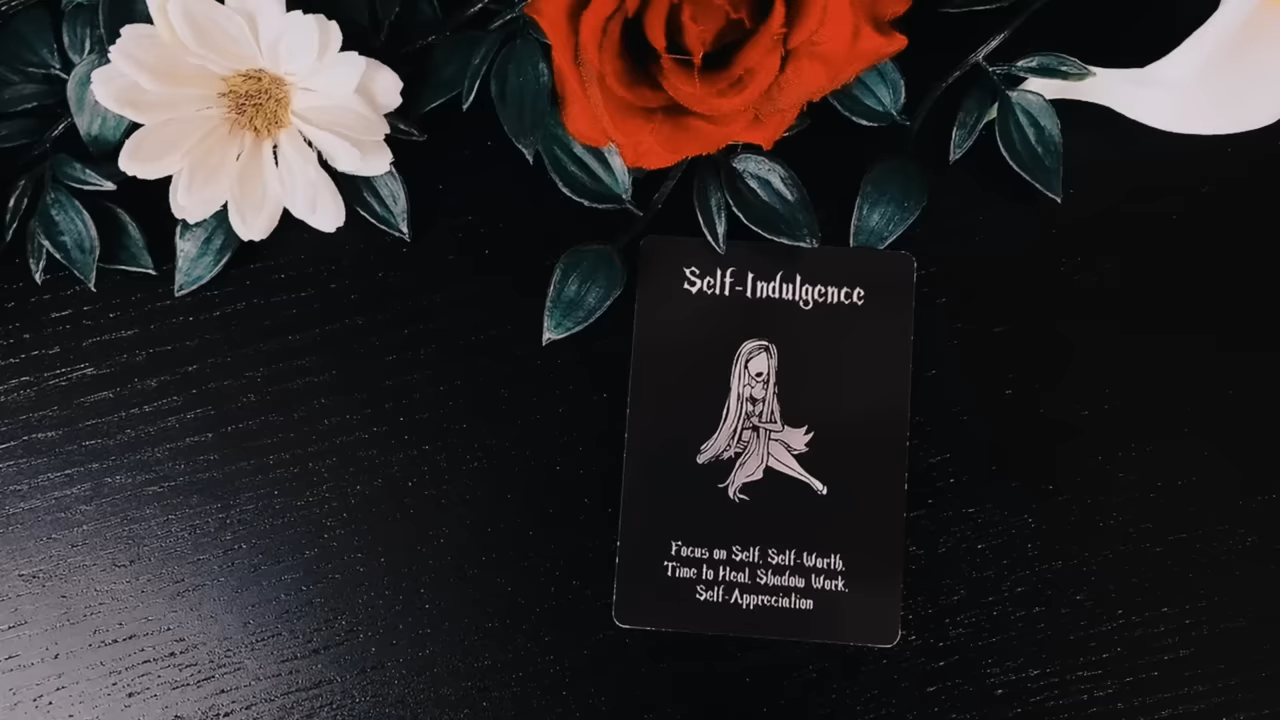 Self-Indulgence
Focus on Self, Self-Worth,
Time to Heal, Shadow Work,
Self-Appreciation